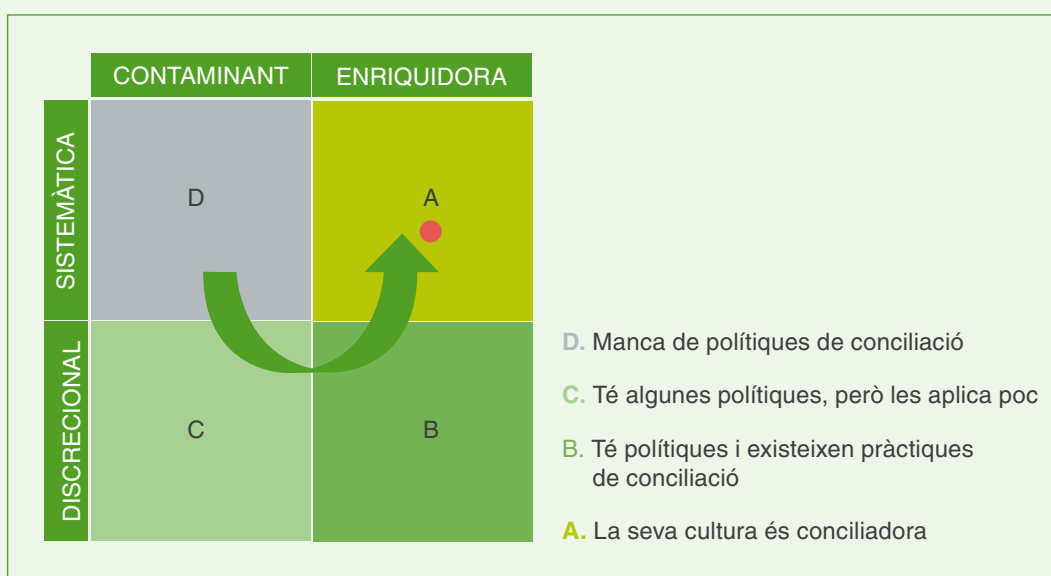 CONTAMINANT
ENRIQUIDORA
SISTEMÀTICA
D
A
DISCRECIONAL
C
B
D. Manca de polítiques de conciliació
C. Té algunes polítiques, però les aplica poc
B. Té polítiques i existeixen pràctiques
de conciliació
A. La seva cultura és conciliadora